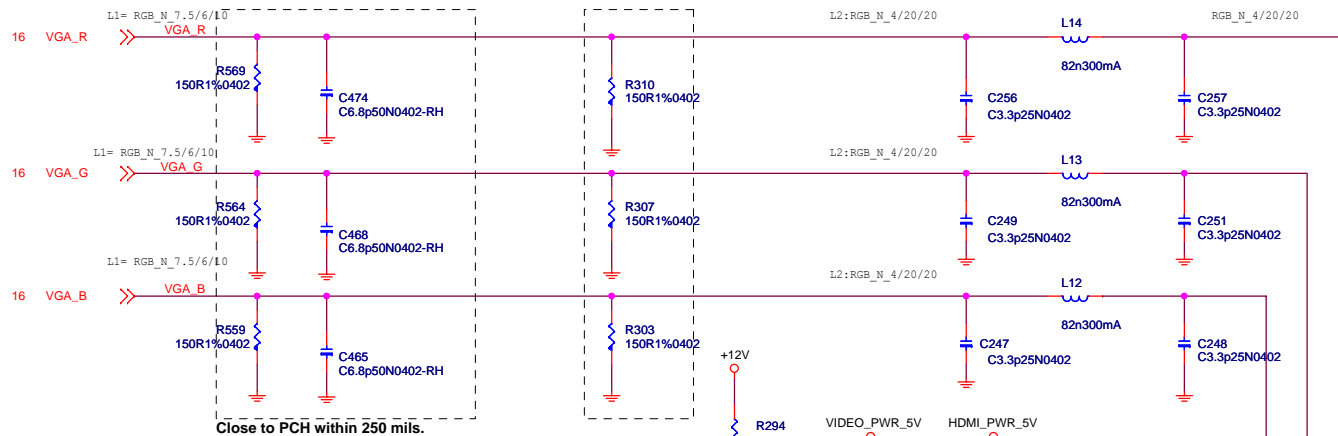 L1= RGB_N_7.5/6/10
L2:RGB_N_4/20/20
RGB_N_4/20/20
16 VGA_R
VGA_R
L14
82n300mA
R569
150R1%0402
C474
C6.8p50N0402-RH
R310
150R1%0402
C256
C3.3p25N0402
C257
C3.3p25N0402
L1= RGB_N_7.5/6/10
L2:RGB_N_4/20/20
16 VGA_G
VGA_G
L13
82n300mA
R564
150R1%0402
C468
C6.8p50N0402-RH
R307
150R1%0402
C249
C3.3p25N0402
C251
C3.3p25N0402
L1= RGB_N_7.5/6/10
L2:RGB_N_4/20/20
16 VGA_B
VGA_B
L12
82n300mA
R559
150R1%0402
C465
C6.8p50N0402-RH
R303
150R1%0402
C247
C3.3p25N0402
C248
C3.3p25N0402
+12V
R294
VIDEO_PWR_5V
HDMI_PWR_5V
Close to PCH within 250 mils.